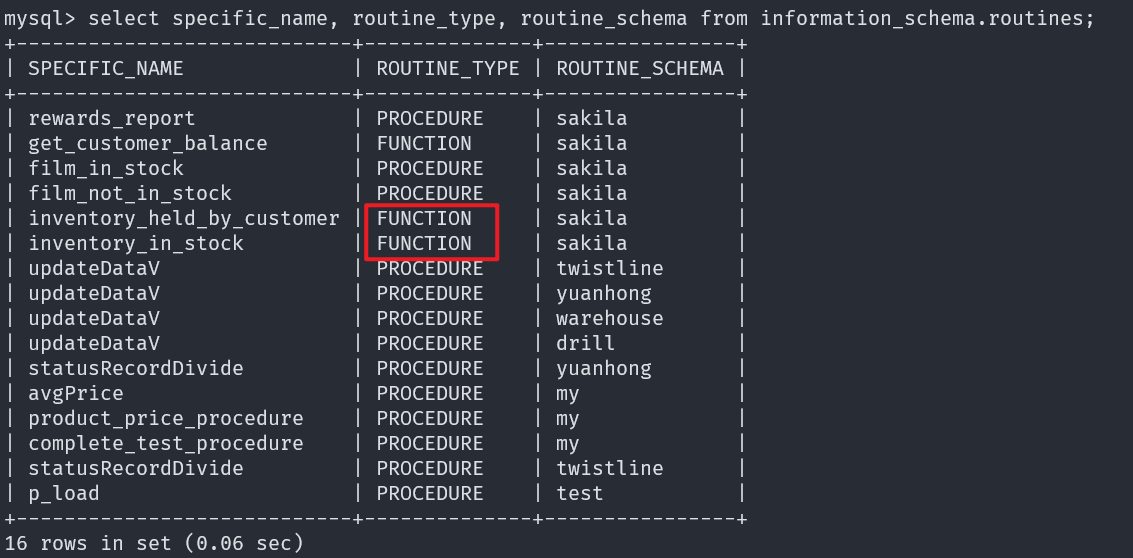 mysql> select specific_name, routine_type, routine_schema from information_schema.routines;
+----------------------------+--------------+----------------+
| SPECIFIC_NAME              | ROUTINE_TYPE | ROUTINE_SCHEMA |
+----------------------------+--------------+----------------+
| rewards_report             | PROCEDURE    | sakila         |
| get_customer_balance       | FUNCTION     | sakila         |
| film_in_stock              | PROCEDURE    | sakila         |
| film_not_in_stock          | PROCEDURE    | sakila         |
| inventory_held_by_customer | FUNCTION     | sakila         |
| inventory_in_stock         | FUNCTION     | sakila         |
| updateDataV                | PROCEDURE    | twistline      |
| updateDataV                | PROCEDURE    | yuanhong       |
| updateDataV                | PROCEDURE    | warehouse      |
| updateDataV                | PROCEDURE    | drill          |
| statusRecordDivide         | PROCEDURE    | yuanhong       |
| avgPrice                   | PROCEDURE    | my             |
| product_price_procedure    | PROCEDURE    | my             |
| complete_test_procedure    | PROCEDURE    | my             |
| statusRecordDivide         | PROCEDURE    | twistline      |
| p_load                     | PROCEDURE    | test           |
+----------------------------+--------------+----------------+
16 rows in set (0.06 sec)